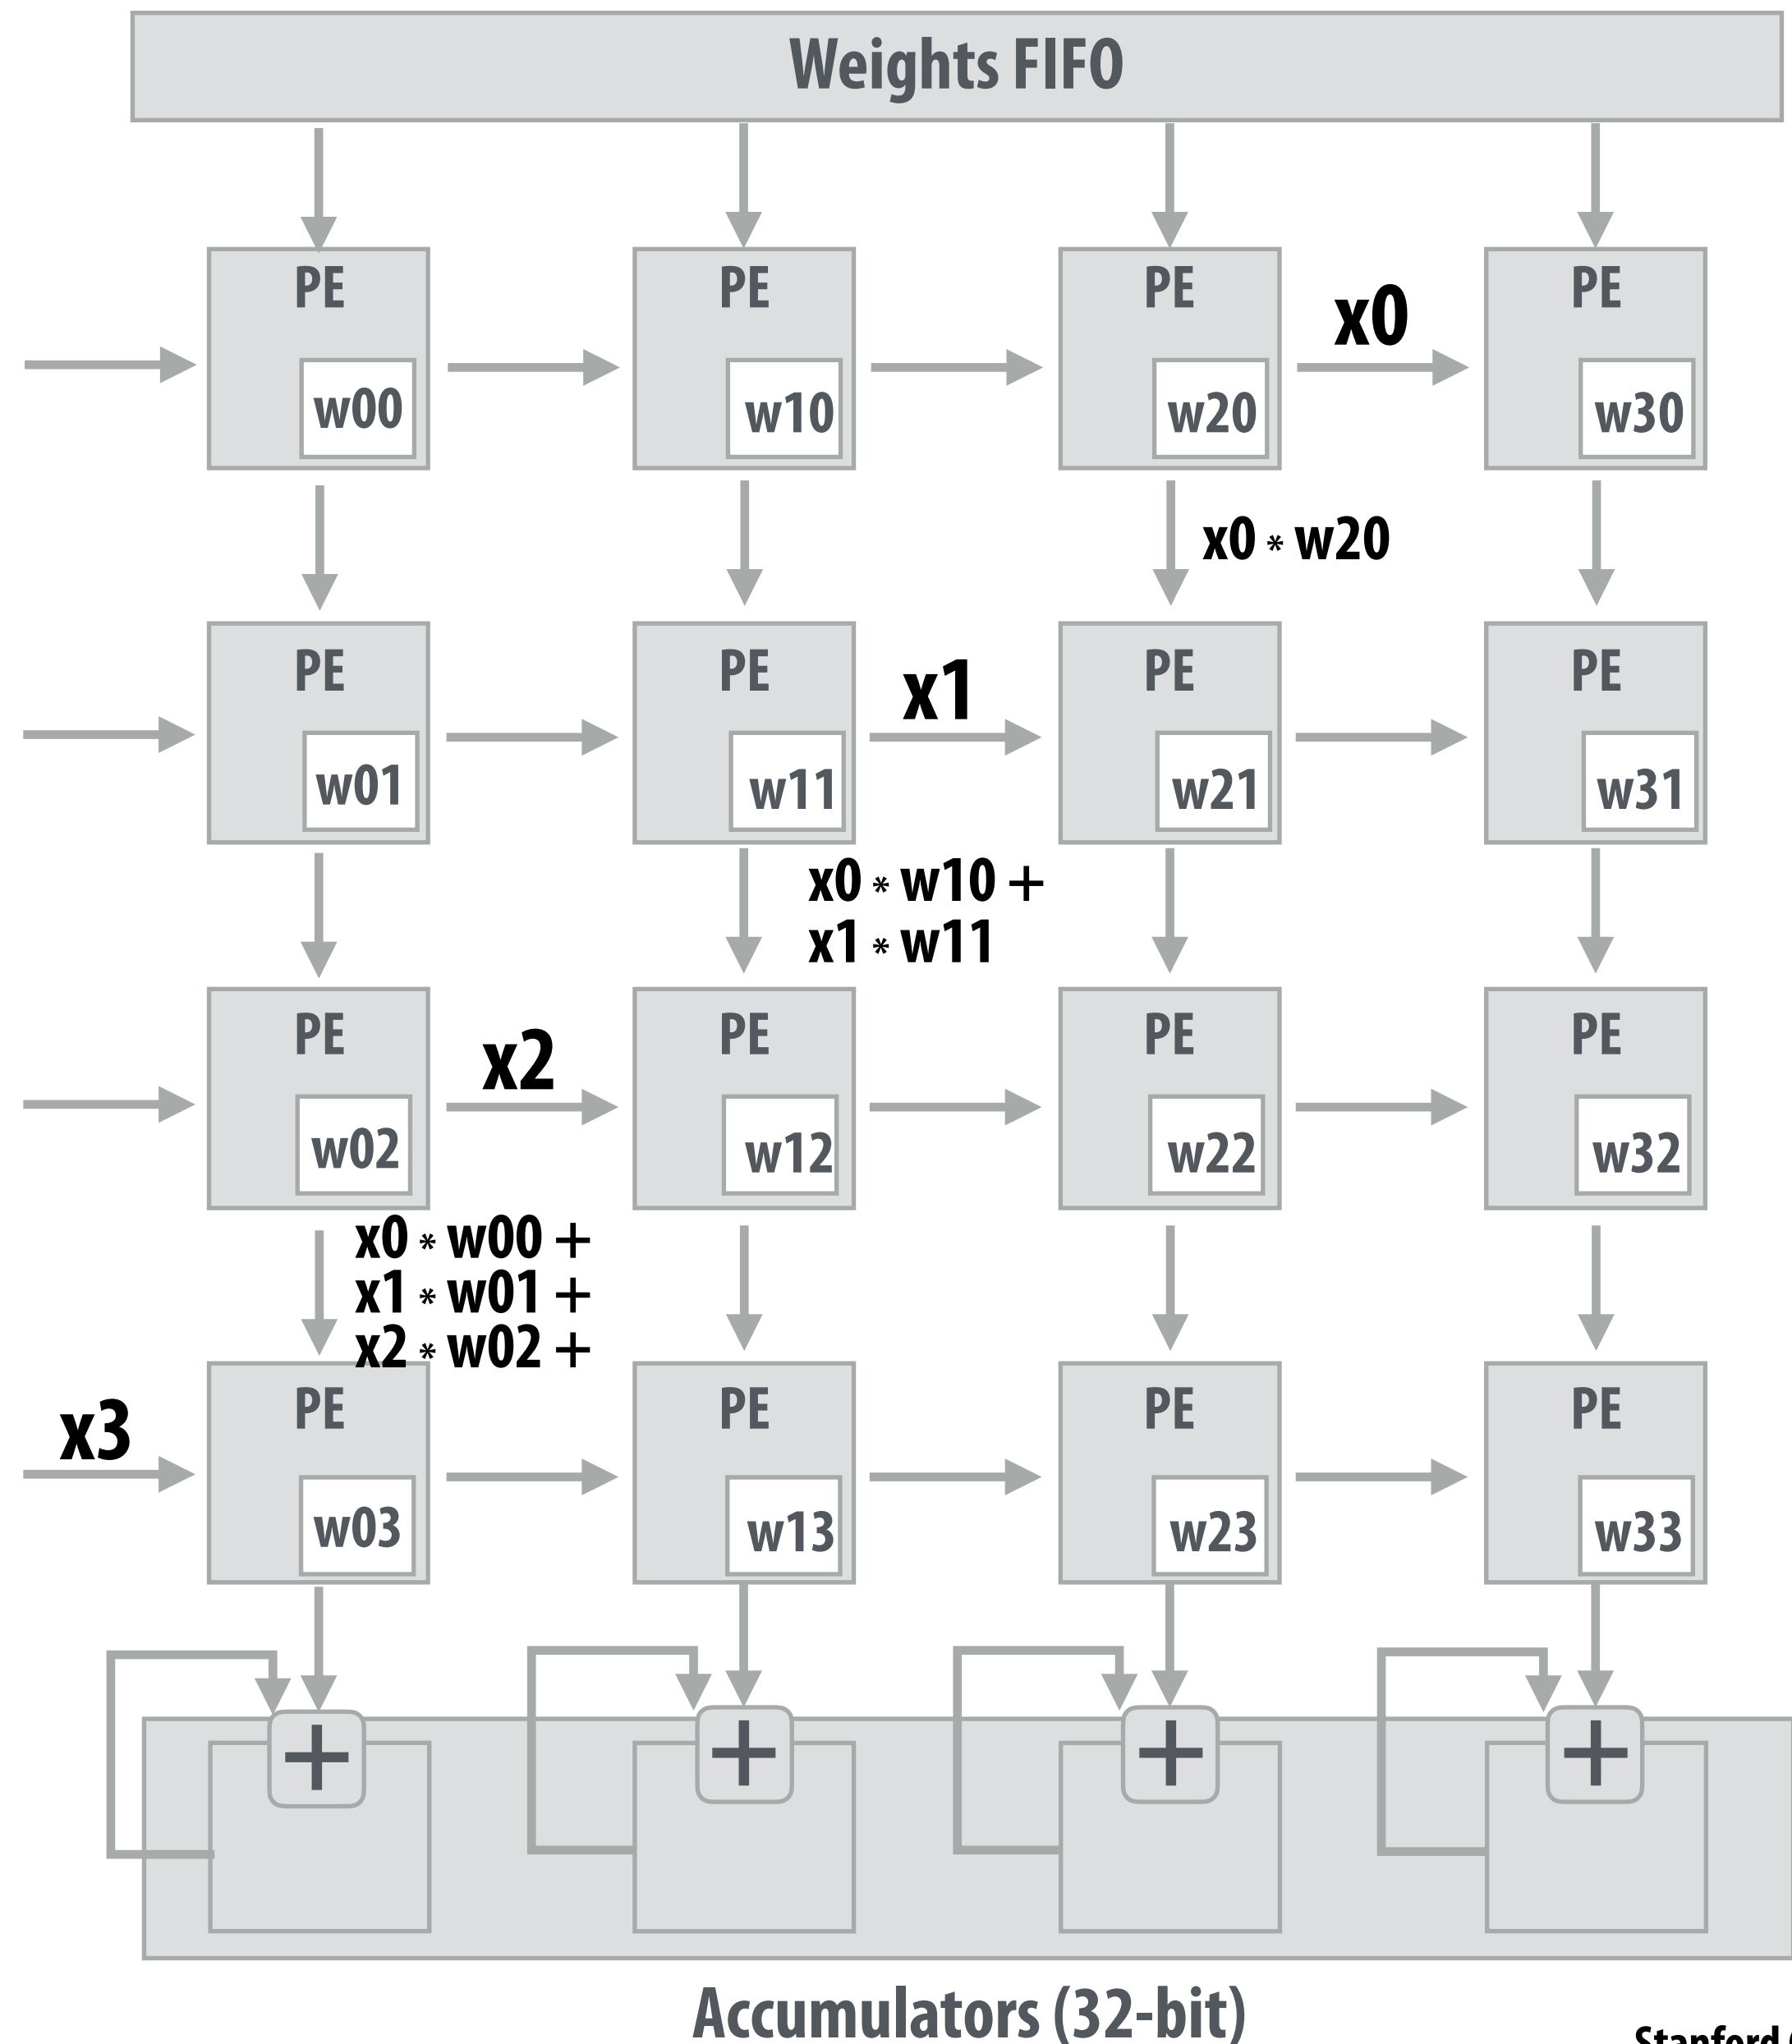 Weights FIFO
PE PE PE PE
x0
w00 w10 w20 w30
x0 * w20
PE PE PE PE
x1
w01 w11 w21 w31
x0 * w10 +
x1 * w11
PE PE PE PE
x2
w02 w12 w22 w32
x0 * w00 +
x1 * w01 +
x2 * w02 +
PE PE PE PE
x3
w03 w13 w23 w33
+ + + +
Accumulators (32-bit)
Stanford